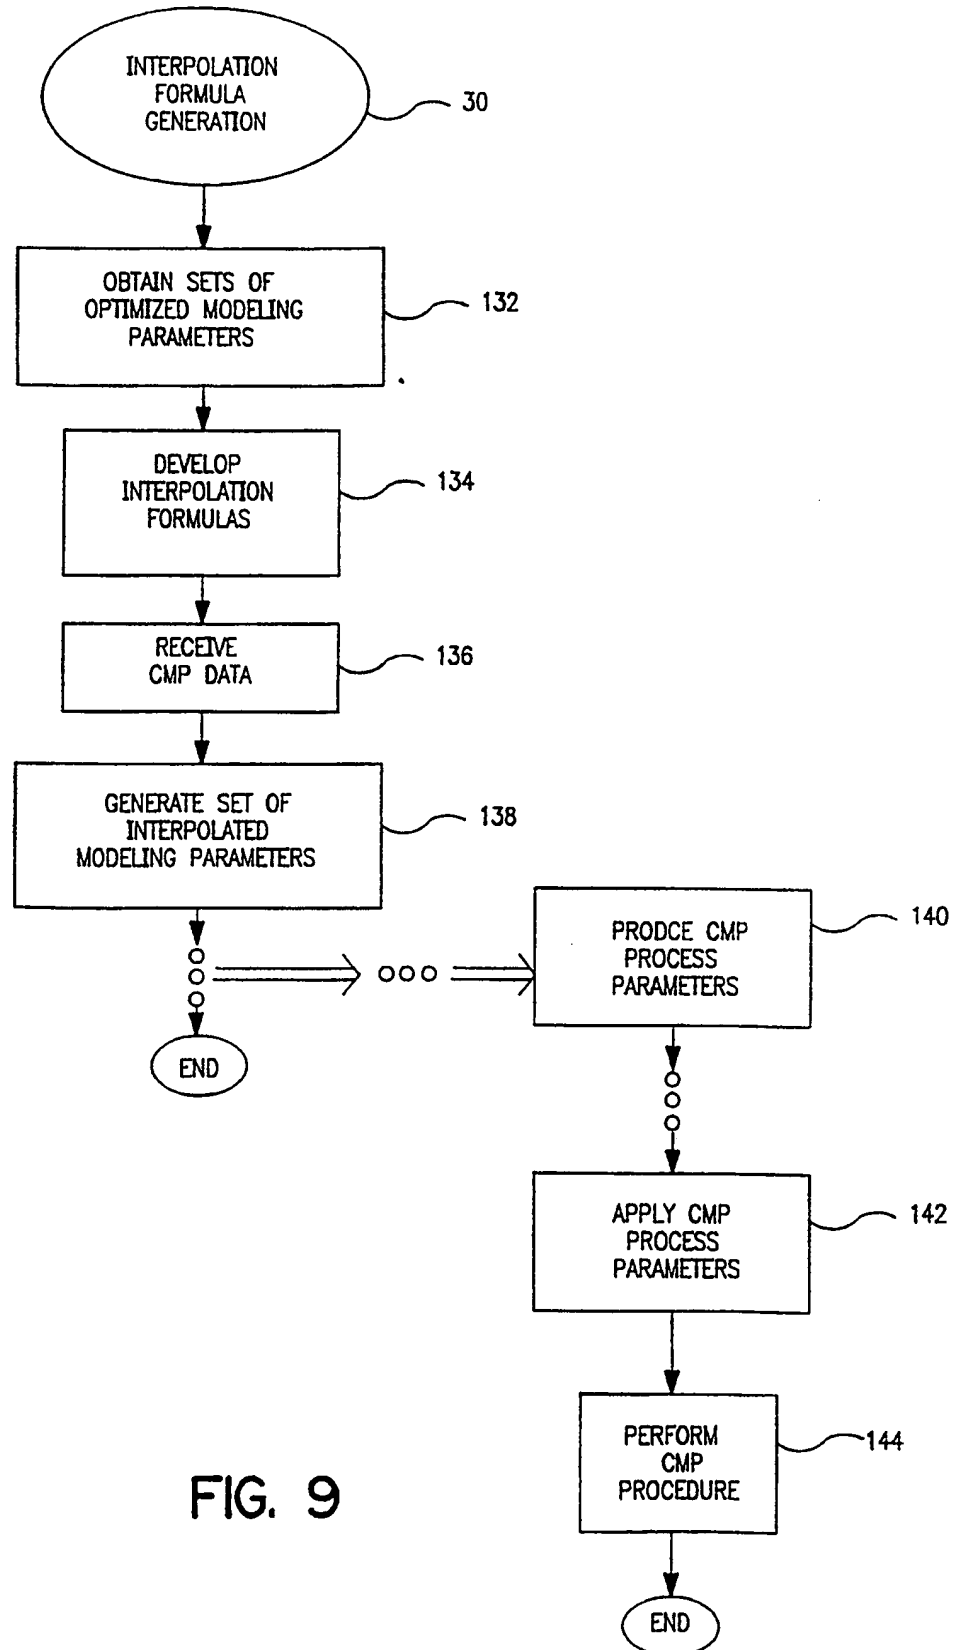 INTERPOLATION
FORMULA
GENERATION
30
OBTAIN SETS OF
OPTIMIZED MODELING
PARAMETERS
132
DEVELOP
INTERPOLATION
FORMULAS
134
RECEIVE
CMP DATA
136
GENERATE SET OF
INTERPOLATED
MODELING PARAMETERS
138
END
PRODCE CMP
PROCESS
PARAMETERS
140
APPLY CMP
PROCESS
PARAMETERS
142
PERFORM
CMP
PROCEDURE
144
END
FIG. 9